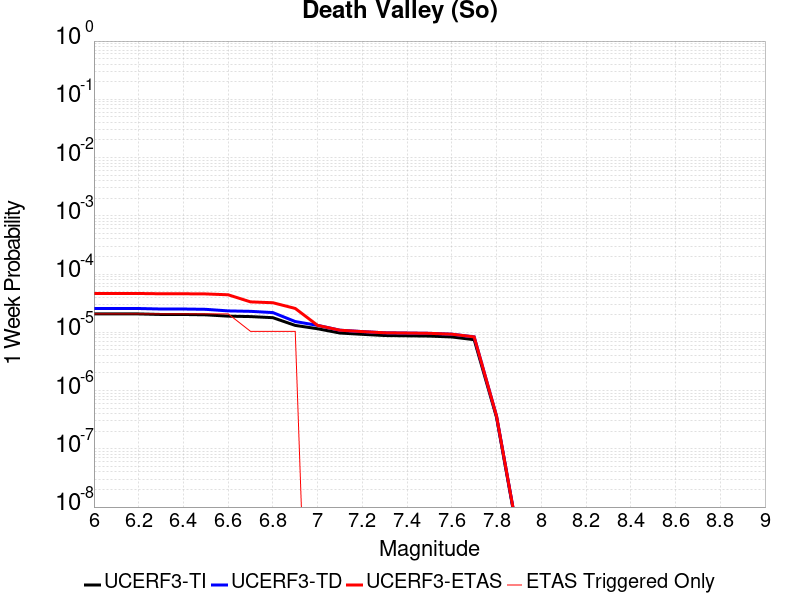 Death Valley (So)
1 Week Probability
10^0
10^-1
10^-2
10^-3
10^-4
10^-5
10^-6
10^-7
10^-8
6 6.2 6.4 6.6 6.8 7 7.2 7.4 7.6 7.8 8 8.2 8.4 8.6 8.8 9
Magnitude
UCERF3-TI UCERF3-TD UCERF3-ETAS ETAS Triggered Only